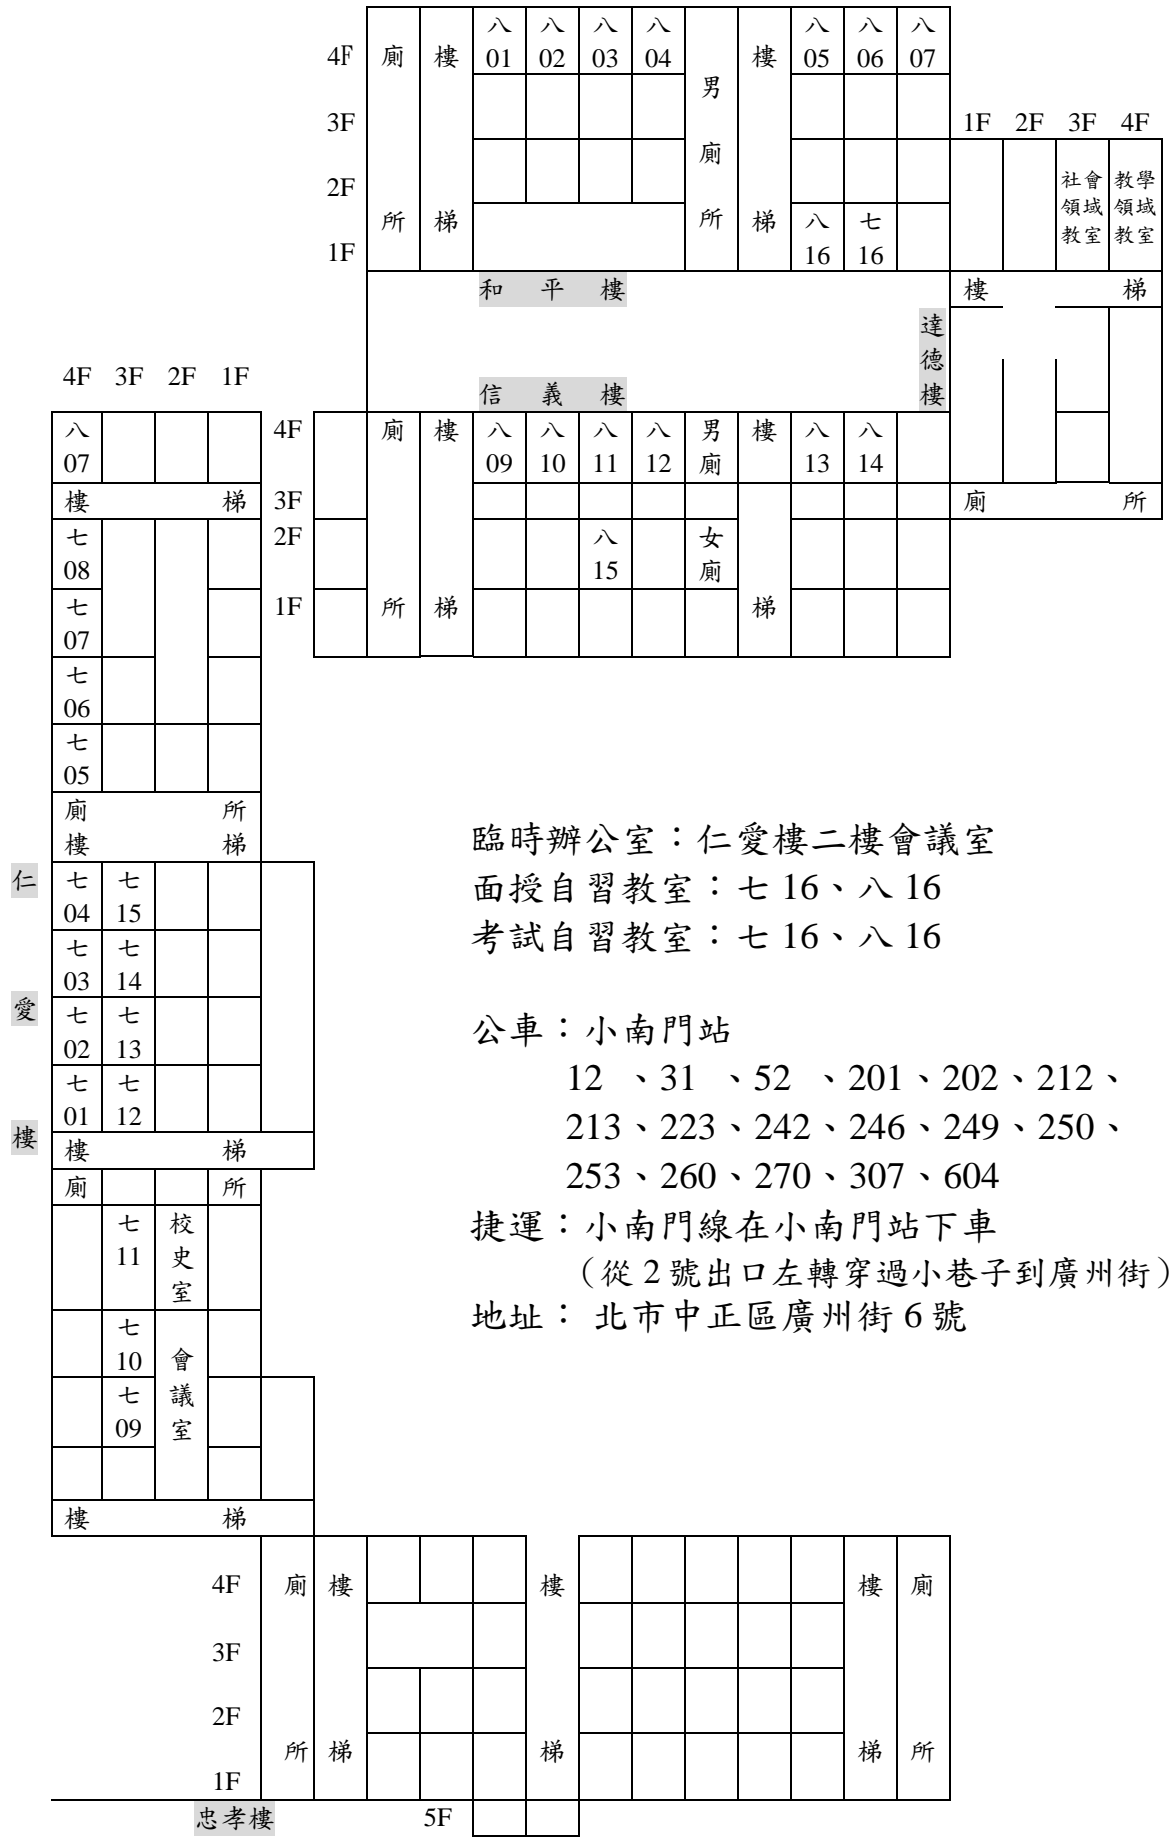 4F 廁 樓 八01 八02 八03 八04 男廁所 樓 八05 八06 八07
3F
2F
1F 所 梯 梯 八16 七16
1F 2F 3F 4F
社會領域教室 教學領域教室
和平樓
樓 梯
達德樓
信義樓
4F 廁 樓 八09 八10 八11 八12 男廁 樓 八13 八14
3F
廁 所
2F 八15 女廁
1F 所 梯 梯
4F 3F 2F 1F
八07
樓 梯
七08
七07
七06
七05
廁 所
樓 梯
仁愛樓
七04 七15
七03 七14
七02 七13
七01 七12
樓 梯
廁 所
七11 校史室
七10 會議室
七09
樓 梯
臨時辦公室：仁愛樓二樓會議室
面授自習教室：七 16、八 16
考試自習教室：七 16、八 16
公車：小南門站
12 、31 、52 、201、202、212、
213、223、242、246、249、250、
253、260、270、307、604
捷運：小南門線在小南門站下車
（從 2 號出口左轉穿過小巷子到廣州街）
地址： 北市中正區廣州街 6 號
4F 廁 樓 樓 樓 廁
3F
2F
所 梯 梯 梯 所
1F
忠孝樓 5F